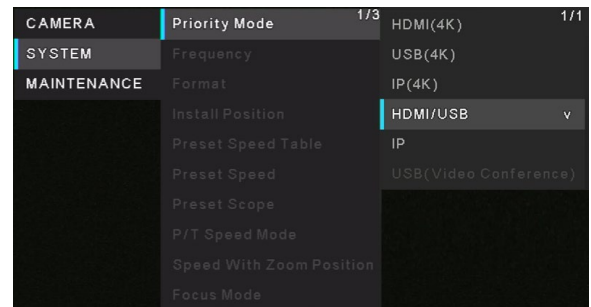 CAMERA
SYSTEM
MAINTENANCE
Priority Mode 1/3
Frequency
Format
Install Position
Preset Speed Table
Preset Speed
Preset Scope
P/T Speed Mode
Speed With Zoom Position
Focus Mode
1/1
HDMI(4K)
USB(4K)
IP(4K)
HDMI/USB v
IP
USB(Video Conference)